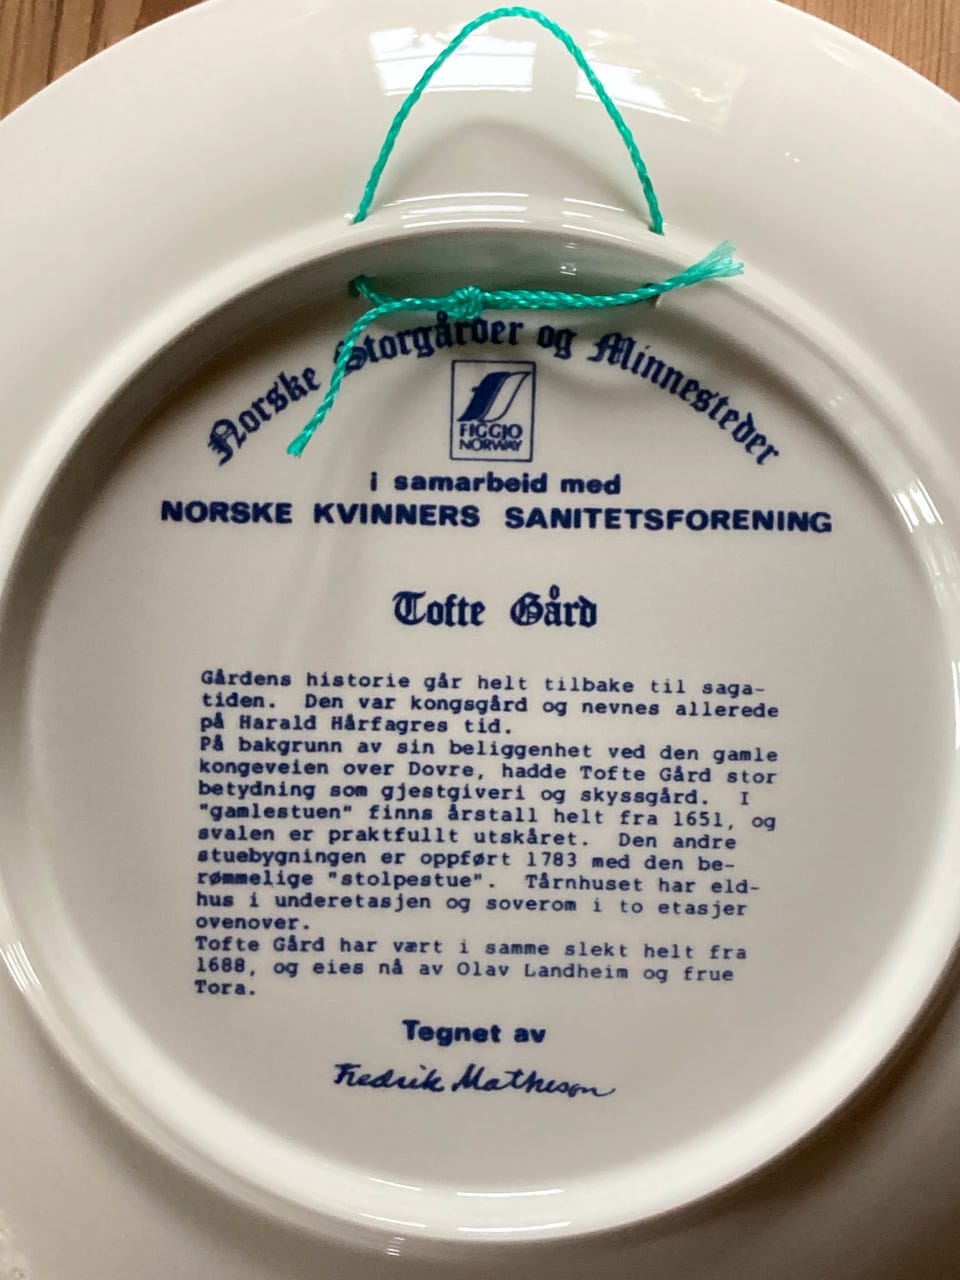 Norske Storgårder og Minnesteder
FIGGJO
NORWAY
i samarbeid med
NORSKE KVINNERS SANITETSFORENING
Tofte Gård
Gårdens historie går helt tilbake til saga-
tiden. Den var kongsgård og nevnes allerede
på Harald Hårfagres tid.
På bakgrunn av sin beliggenhet ved den gamle
kongeveien over Dovre, hadde Tofte Gård stor
betydning som gjestgiveri og skyssgård. I
"gamlestuen" finns årstall helt fra 1651, og
svalen er praktfullt utskåret. Den andre
stuebygningen er oppført 1783 med den be-
rømmelige "stolpestue". Tårnhuset har eld-
hus i underetasjen og soverom i to etasjer
ovenover.
Tofte Gård har vært i samme slekt helt fra
1688, og eies nå av Olav Landheim og frue
Tora.
Tegnet av
Fredrik Matheson